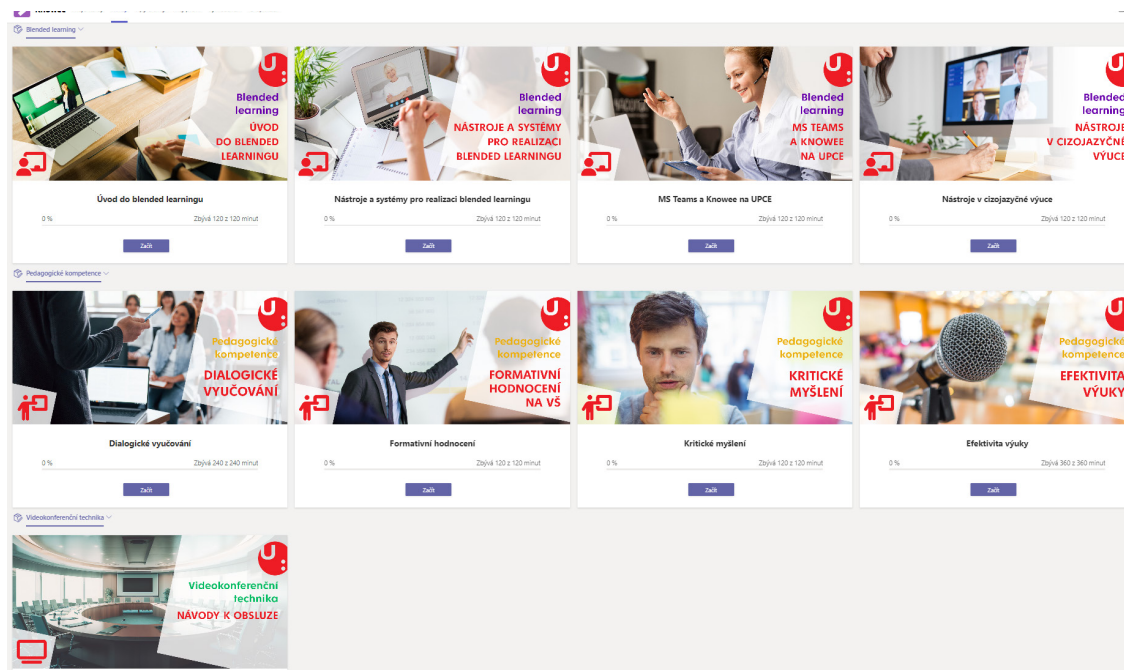 Blended learning
Blended
learning
ÚVOD
DO BLENDED
LEARNINGU
Blended
learning
NÁSTROJE A SYSTÉMY
PRO REALIZACI
BLENDED LEARNINGU
Blended
learning
MS TEAMS
A KNOWEE
NA UPCE
Blended
learning
NÁSTROJE
V CIZOJAZYČNÉ
VÝUCE
Úvod do blended learningu
0 %
Zbývá 120 z 120 minut
Začít
Nástroje a systémy pro realizaci blended learningu
0 %
Zbývá 120 z 120 minut
Začít
MS Teams a Knowee na UPCE
0 %
Zbývá 120 z 120 minut
Začít
Nástroje v cizojazyčné výuce
0 %
Zbývá 120 z 120 minut
Začít
Pedagogické kompetence
Pedagogické
kompetence
DIALOGICKÉ
VYUČOVÁNÍ
Pedagogické
kompetence
FORMATIVNÍ
HODNOCENÍ
NA VŠ
Pedagogické
kompetence
KRITICKÉ
MYŠLENÍ
Pedagogické
kompetence
EFEKTIVITA
VÝUKY
Dialogické vyučování
0 %
Zbývá 240 z 240 minut
Začít
Formativní hodnocení
0 %
Zbývá 120 z 120 minut
Začít
Kritické myšlení
0 %
Zbývá 120 z 120 minut
Začít
Efektivita výuky
0 %
Zbývá 360 z 360 minut
Začít
Videokonferenční technika
Videokonferenční
technika
NÁVODY K OBSLUZE